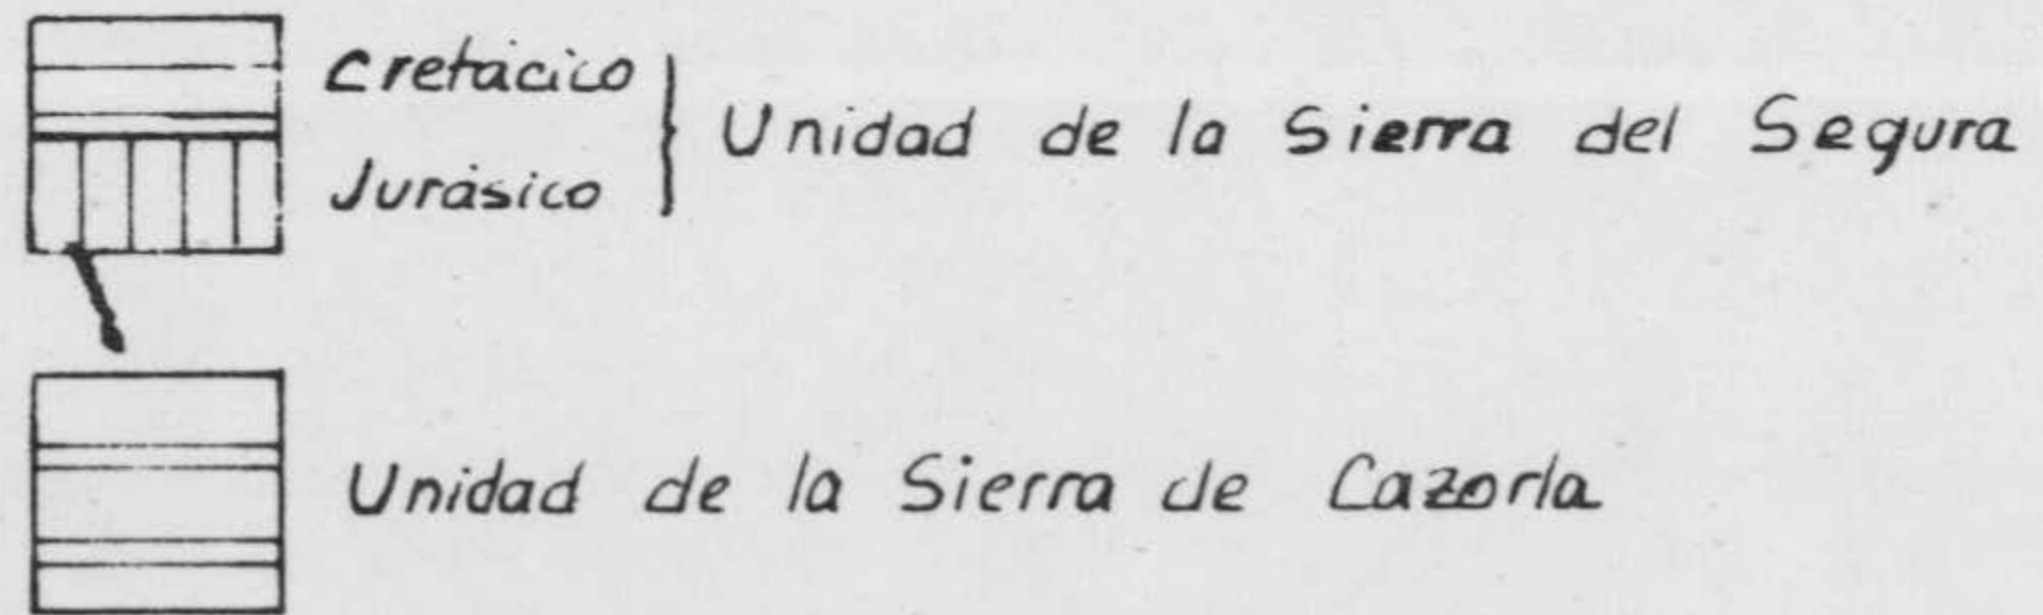 Cretácico
Jurásico
Unidad de la Sierra del Segura
Unidad de la Sierra de Cazorla